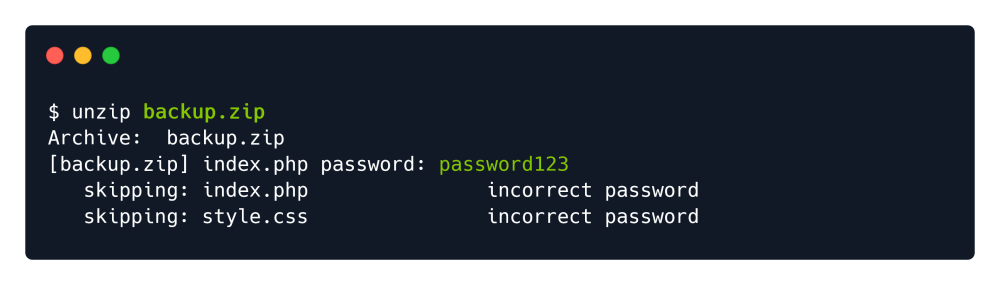 $ unzip backup.zip
Archive:  backup.zip
[backup.zip] index.php password: password123
   skipping: index.php               incorrect password
   skipping: style.css               incorrect password